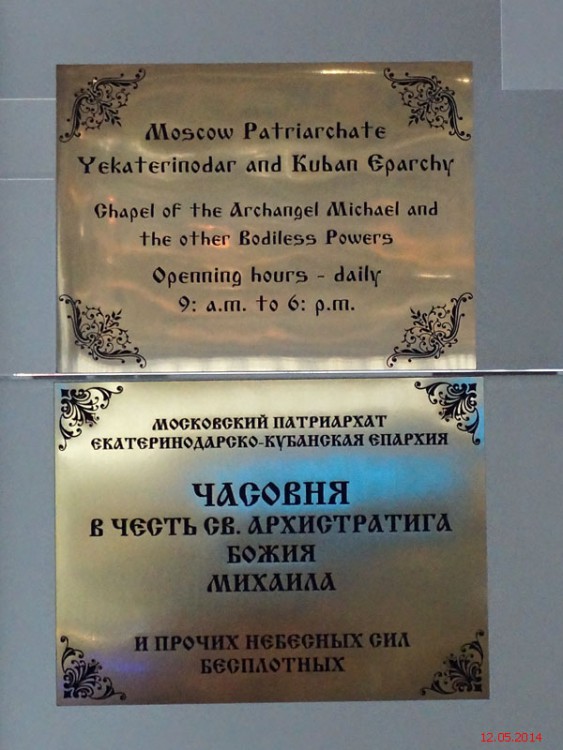 Moscow Patriarchate
Yekaterinodar and Kuban Eparchy
Chapel of the Archangel Michael and
the other Bodiless Powers
Openning hours - daily
9: a.m. to 6: p.m.
МОСКОВСКИЙ ПАТРИАРХАТ
ЕКАТЕРИНОДАРСКО-КУБАНСКАЯ ЕПАРХИЯ
ЧАСОВНЯ
В ЧЕСТЬ СВ. АРХИСТРАТИГА
БОЖИЯ
МИХАИЛА
И ПРОЧИХ НЕБЕСНЫХ СИЛ
БЕСПЛОТНЫХ
12.05.2014